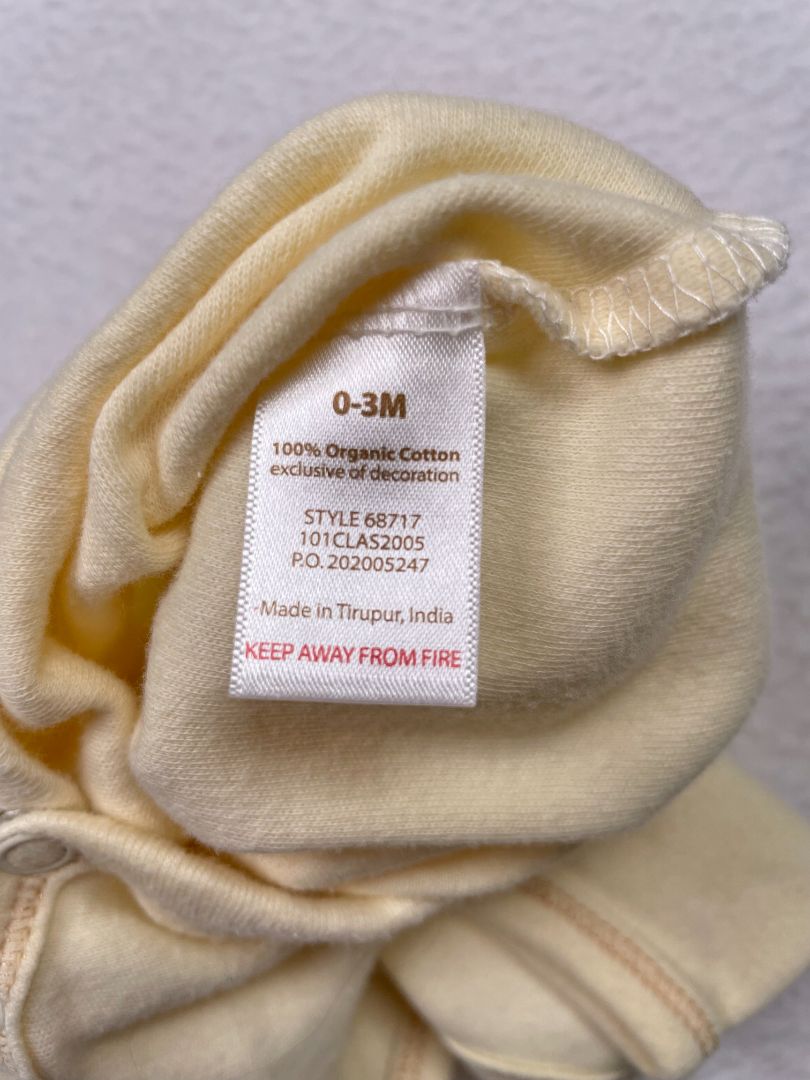 0-3M
100% Organic Cotton
exclusive of decoration
STYLE 68717
101CLAS2005
P.O. 202005247
Made in Tirupur, India
KEEP AWAY FROM FIRE